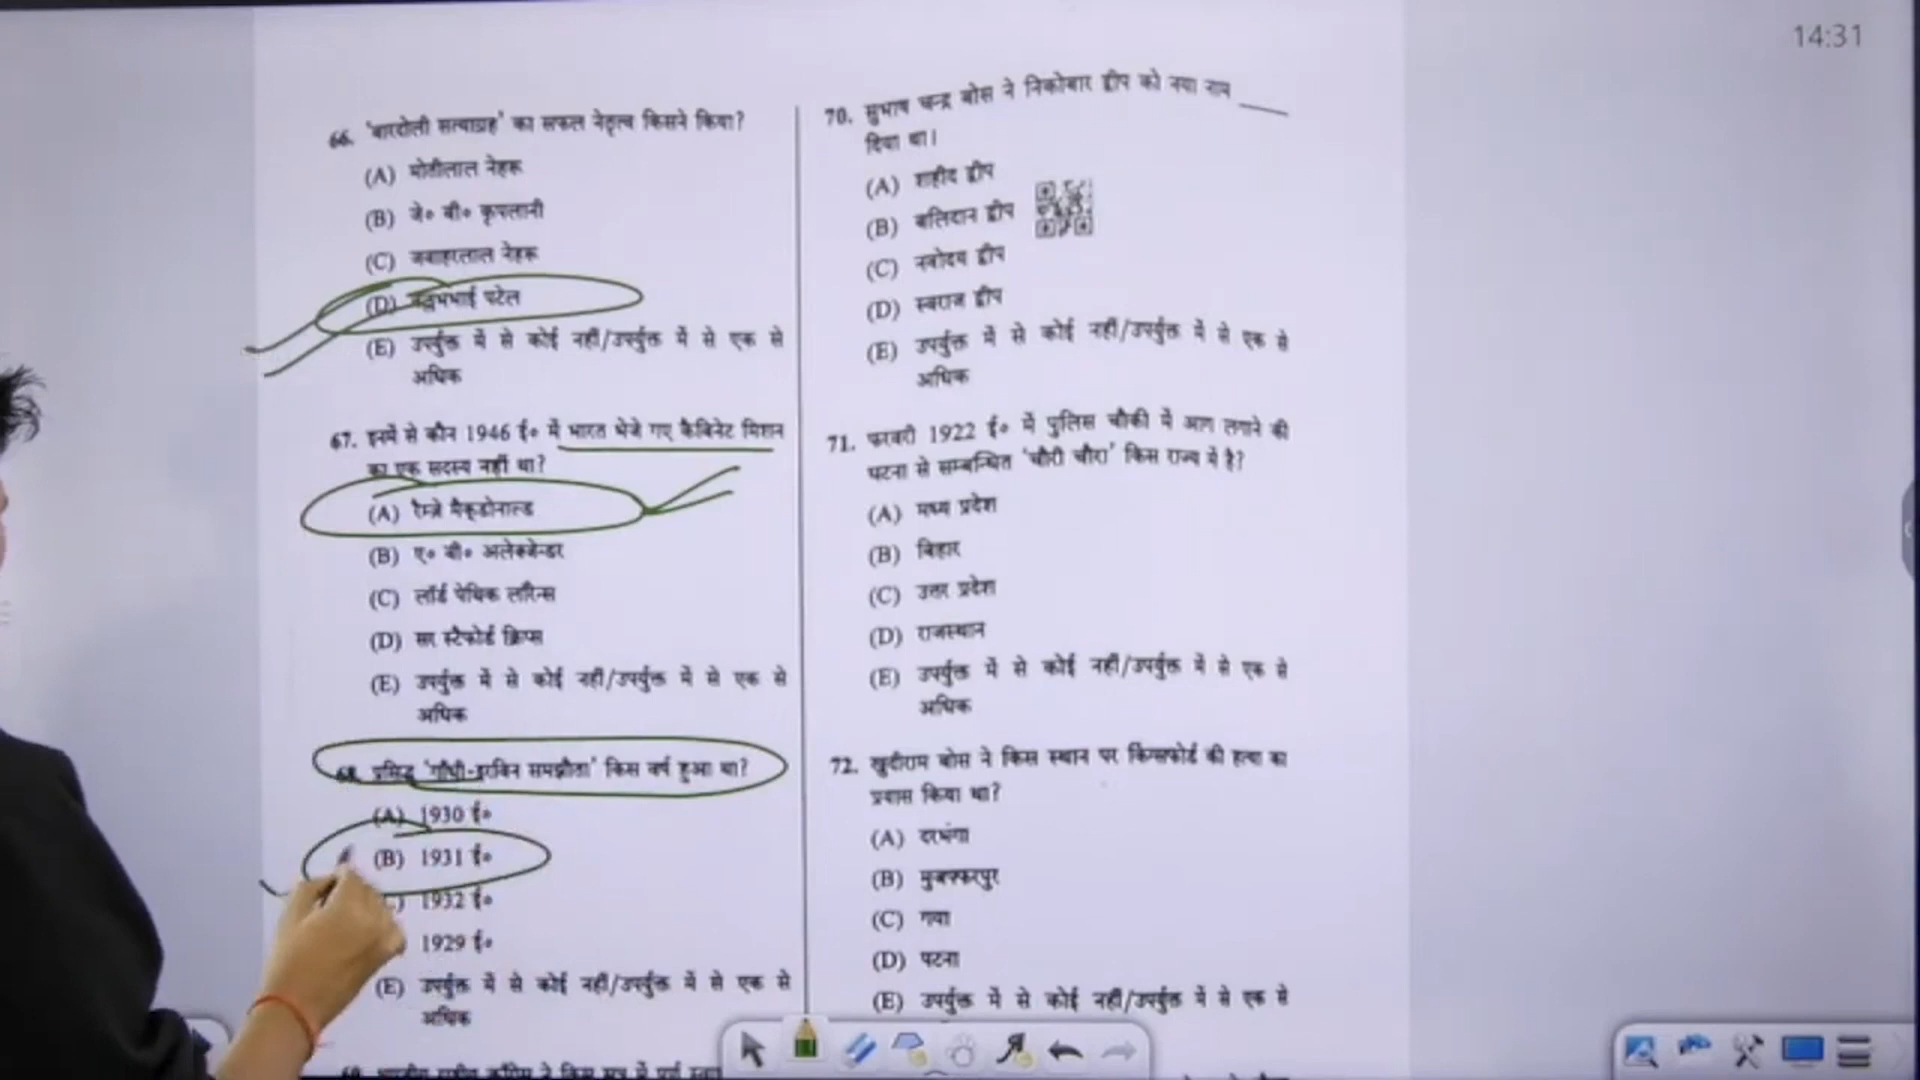 14:31
66. 'बारदोली सत्याग्रह' का सफल नेतृत्व किसने किया?
(A) मोतीलाल नेहरू
(B) जे० बी० कृपलानी
(C) जवाहरलाल नेहरू
(D) वल्लभभाई पटेल
(E) उपर्युक्त में से कोई नहीं/उपर्युक्त में से एक से
अधिक
67. इनमें से कौन 1946 ई० में भारत भेजे गए कैबिनेट मिशन
का एक सदस्य नहीं था?
(A) रैम्जे मैक्डोनाल्ड
(B) ए० वी० अलेक्जेन्डर
(C) लॉर्ड पेथिक लॉरेन्स
(D) सर स्टैफोर्ड क्रिप्स
(E) उपर्युक्त में से कोई नहीं/उपर्युक्त में से एक से
अधिक
68. प्रसिद्ध 'गाँधी-इरविन समझौता' किस वर्ष हुआ था?
(A) 1930 ई०
(B) 1931 ई०
1932 ई०
1929 ई०
(E) उपर्युक्त में से कोई नहीं/उपर्युक्त में से एक से
अधिक
70. सुभाष चन्द्र बोस ने निकोबार द्वीप को नया नाम ____
दिया था।
(A) शहीद द्वीप
(B) बलिदान द्वीप
(C) नवोदय द्वीप
(D) स्वराज द्वीप
(E) उपर्युक्त में से कोई नहीं/उपर्युक्त में से एक से
अधिक
71. फरवरी 1922 ई० में पुलिस चौकी में आग लगाने की
घटना से सम्बन्धित 'चौरी चौरा' किस राज्य में है?
(A) मध्य प्रदेश
(B) बिहार
(C) उत्तर प्रदेश
(D) राजस्थान
(E) उपर्युक्त में से कोई नहीं/उपर्युक्त में से एक से
अधिक
72. खुदीराम बोस ने किस स्थान पर किंग्सफोर्ड की हत्या का
प्रयास किया था?
(A) दरभंगा
(B) मुजफ्फरपुर
(C) गया
(D) पटना
(E) उपर्युक्त में से कोई नहीं/उपर्युक्त में से एक से